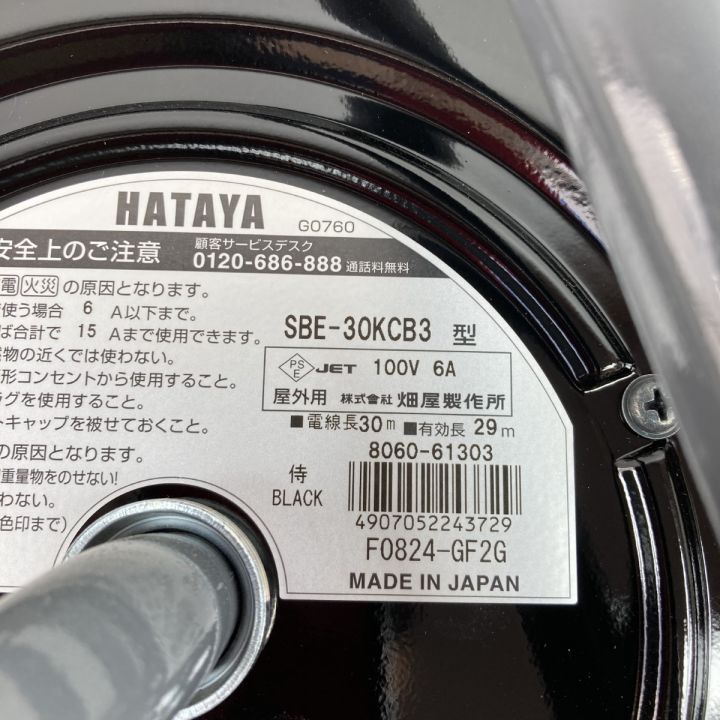 HATAYA G0760
安全上のご注意
顧客サービスデスク
0120-686-888 通話料無料
電 火災 の原因となります。
使う場合 6 A以下まで。
ば合計で 15 Aまで使用できます。
物の近くでは使わない。
形コンセントから使用すること。
グを使用すること。
トキャップを被せておくこと。
の原因となります。
重量物をのせない!
わない。
色印まで)
SBE-30KCB3 型
PS E JET 100V 6A
屋外用 株式会社 畑屋製作所
■電線長30m ■有効長 29m
8060-61303
侍
BLACK
4907052243729
F0824-GF2G
MADE IN JAPAN